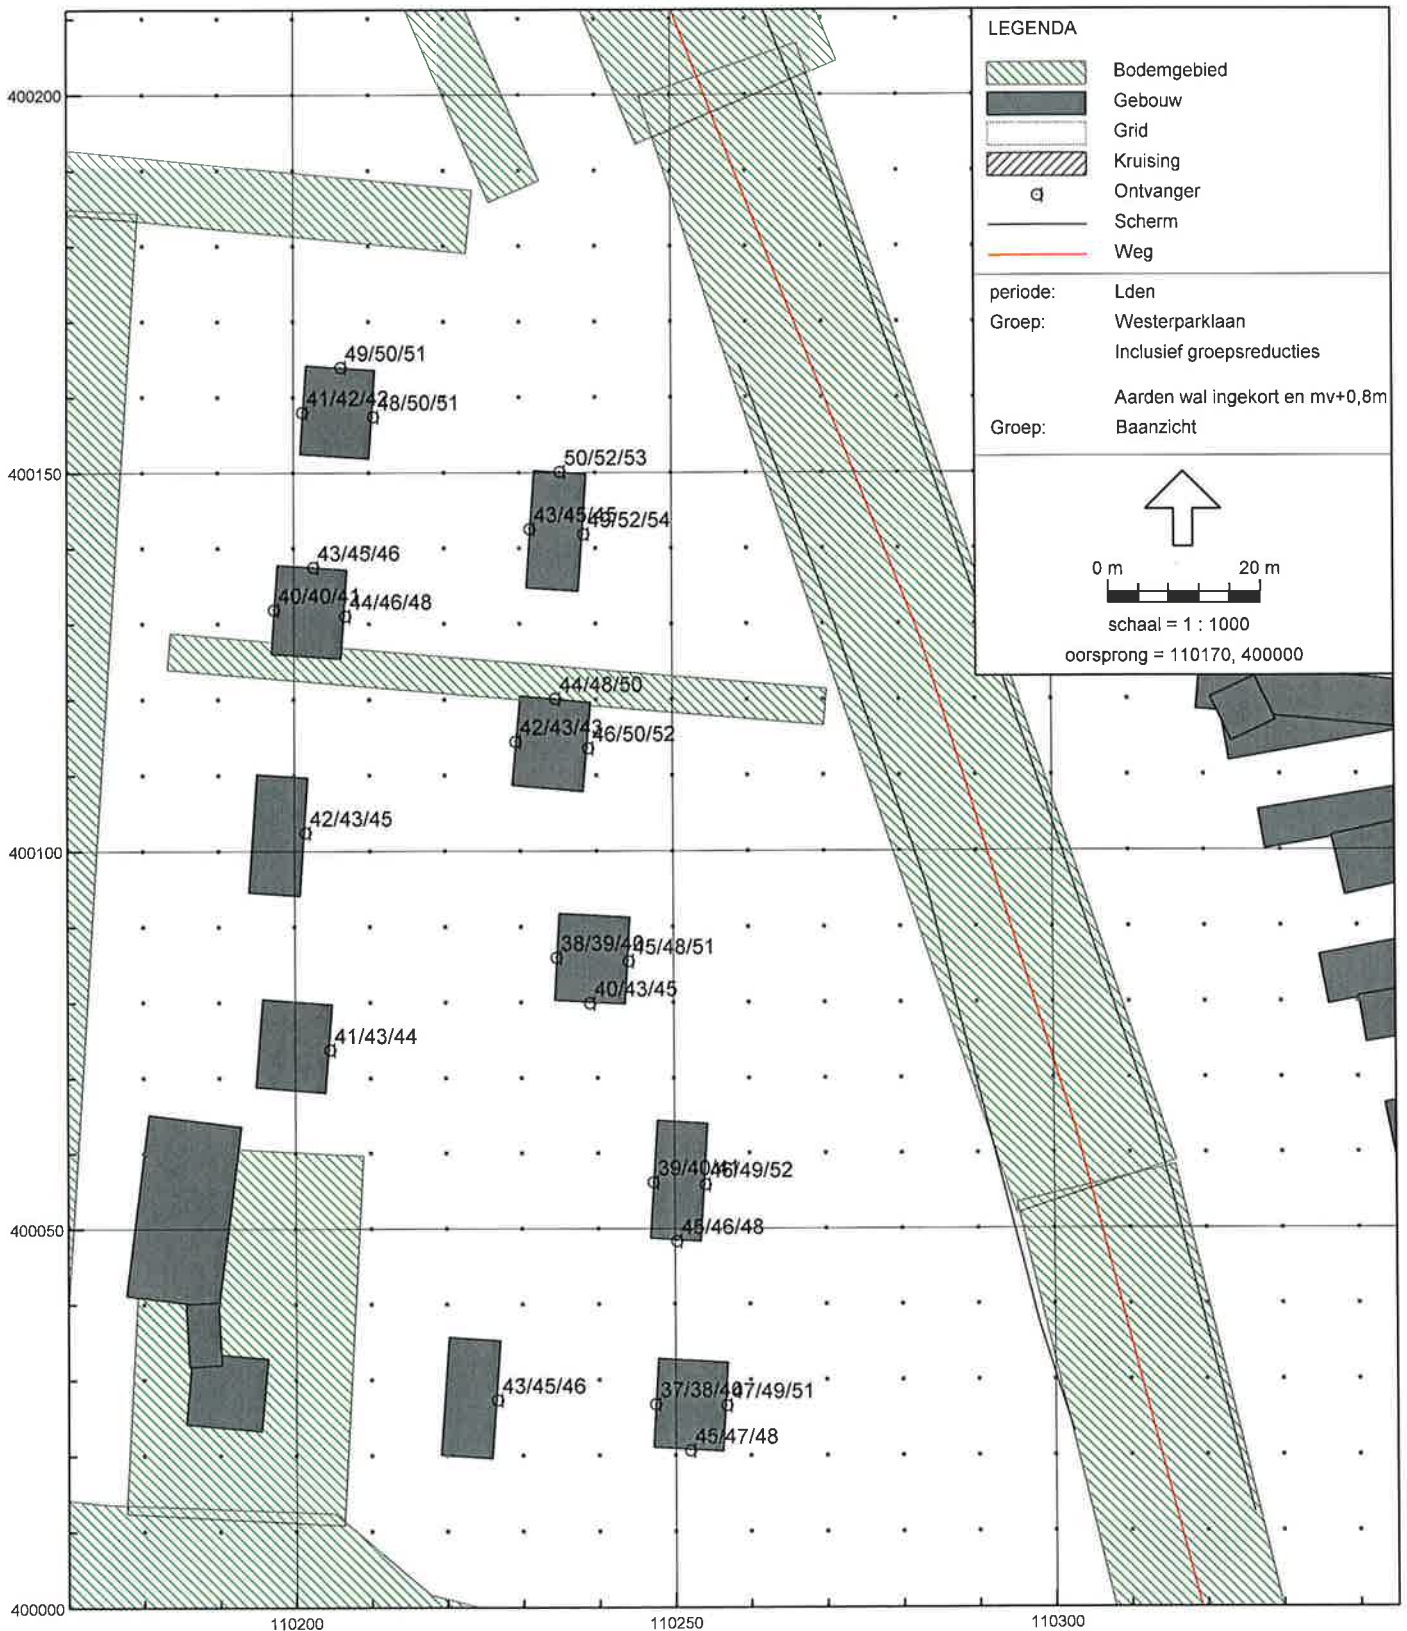 LEGENDA
Bodemgebied
Gebouw
Grid
Kruising
Ontvanger
Scherm
Weg
periode: Lden
Groep: Westerparklaan
Inclusief groepsreducties
Aarden wal ingekort en mv+0,8m
Groep: Baanzicht
0 m 20 m
schaal = 1 : 1000
oorsprong = 110170, 400000
400200
49/50/51
41/42/42
48/50/51
400150
50/52/53
43/45/45
49/52/54
43/45/46
40/40/41
44/46/48
44/48/50
42/43/43
46/50/52
42/43/45
400100
38/39/40
45/48/51
40/43/45
41/43/44
39/40/41
46/49/52
400050
45/46/48
43/45/46
37/38/40
47/49/51
45/47/48
400000
110200
110250
110300